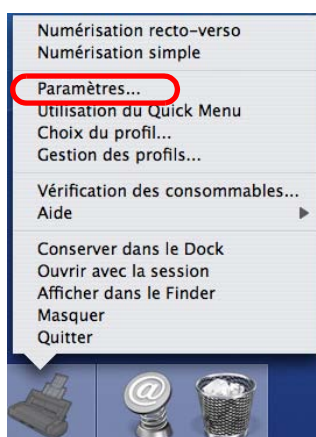 Numérisation recto-verso
Numérisation simple
Paramètres...
Utilisation du Quick Menu
Choix du profil...
Gestion des profils...
Vérification des consommables...
Aide
Conserver dans le Dock
Ouvrir avec la session
Afficher dans le Finder
Masquer
Quitter
@